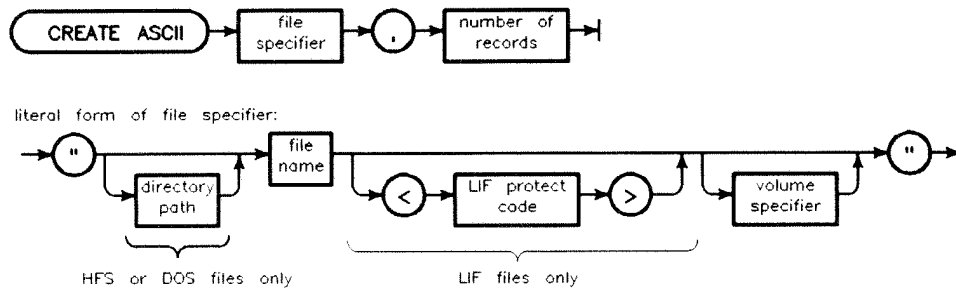 CREATE ASCII
file
specifier
,
number of
records
literal form of file specifier:
"
directory
path
file
name
<
LIF protect
code
>
volume
specifier
"
HFS or DOS files only
LIF files only